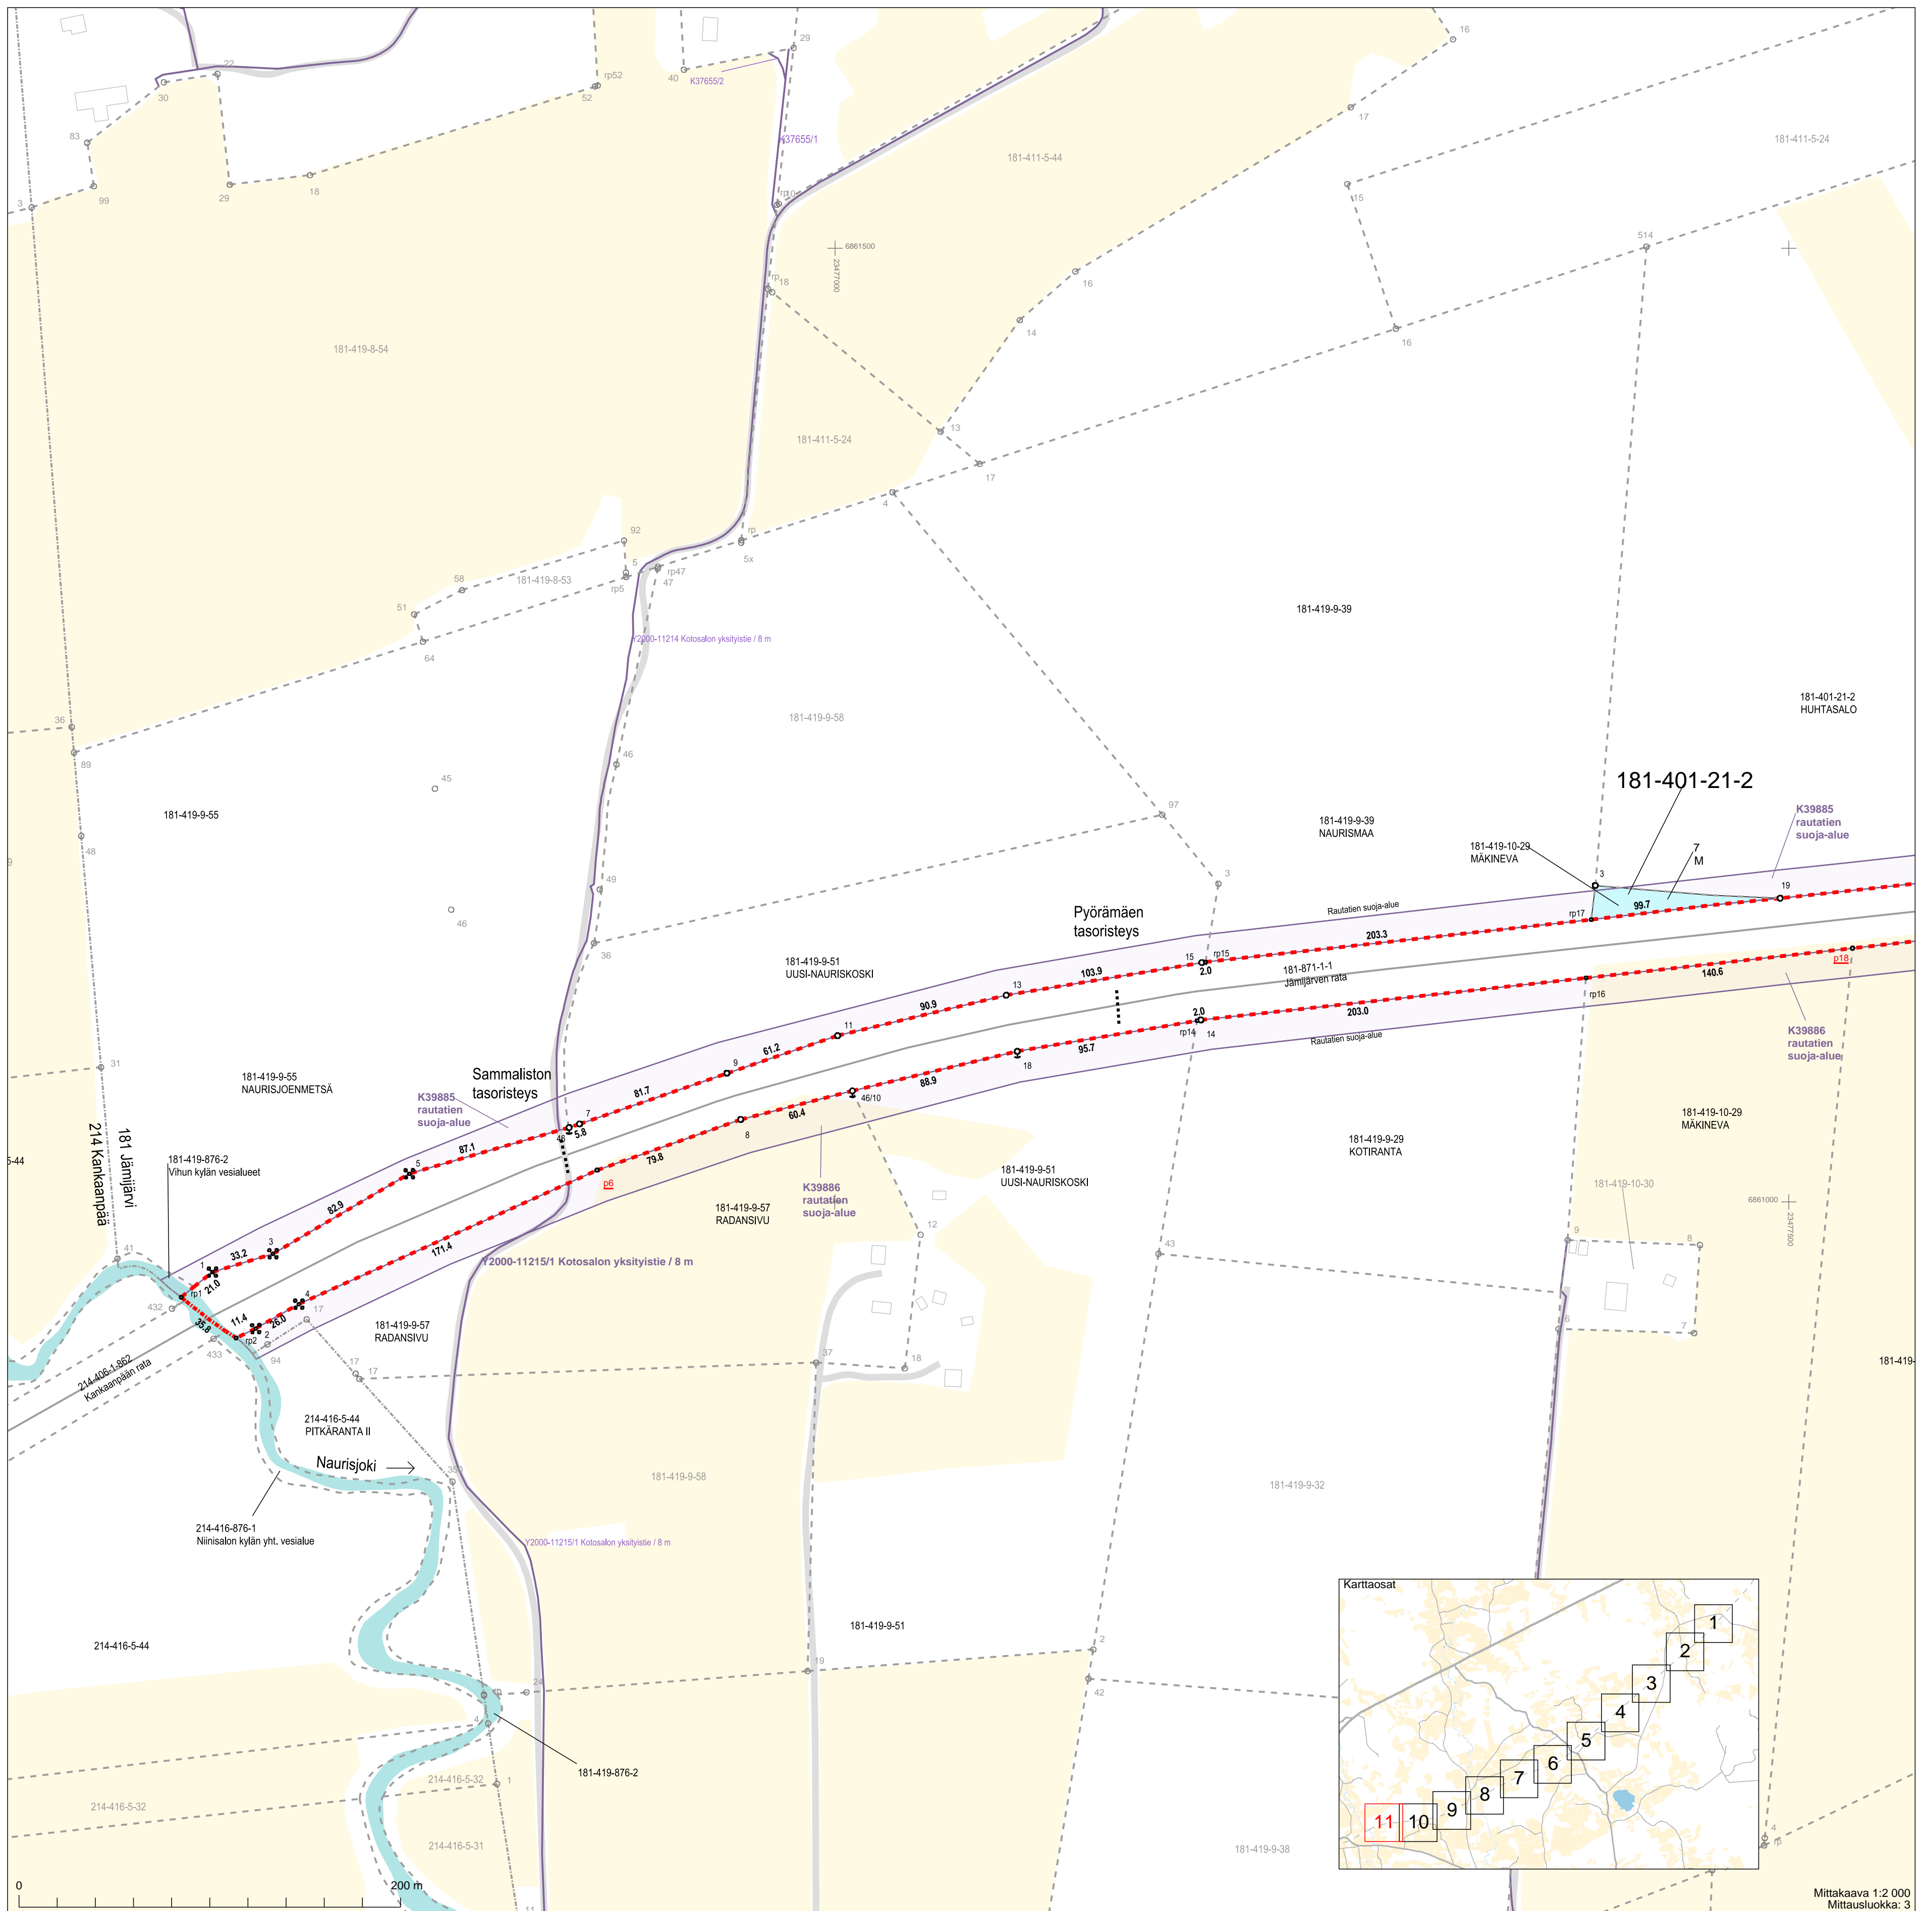 22
30
83
3
99
29
18
rp52
52
40
29
K37655/2
K37655/1
16
17
181-411-5-44
181-411-5-24
15
514
6861500
23477000
rp
18
16
14
16
181-419-8-54
181-411-5-24
13
17
4
92
rp
5x
5
rp47
47
rp5
58
181-419-8-53
51
64
Y2000-11214 Kotosalon yksityistie / 8 m
181-419-9-39
36
89
181-419-9-58
181-401-21-2
HUHTASALO
46
45
181-401-21-2
181-419-9-55
97
48
181-419-9-39
NAURISMAA
K39885
rautatien
suoja-alue
181-419-10-29
MÄKINEVA
7
M
9
49
46
3
3
19
36
Pyörämäen
tasoristeys
Rautatien suoja-alue
rp17
99.7
203.3
181-419-9-51
UUSI-NAURISKOSKI
15
rp15
2.0
103.9
181-871-1-1
Jämijärven rata
p18
140.6
rp16
13
90.9
2.0
203.0
rp14
14
Rautatien suoja-alue
K39886
rautatien
suoja-alue
11
61.2
95.7
18
31
9
181-419-9-55
NAURISJOENMETSÄ
Sammaliston
tasoristeys
81.7
88.9
46/10
K39885
rautatien
suoja-alue
7
46
5.8
60.4
8
181-419-10-29
MÄKINEVA
214 Kankaanpää
181 Jämijärvi
87.1
79.8
181-419-9-29
KOTIRANTA
5-44
181-419-876-2
Vihun kylän vesialueet
5
p6
181-419-9-51
UUSI-NAURISKOSKI
181-419-10-30
K39886
rautatien
suoja-alue
181-419-9-57
RADANSIVU
6861000
23477500
82.9
171.4
12
9
8
41
3
33.2
1
43
Y2000-11215/1 Kotosalon yksityistie / 8 m
21.0
rp1
4
432
11.4
26.0
17
35.8
rp2
2
181-419-9-57
RADANSIVU
6
7
433
94
17
17
37
18
181-419-
214-406-1-862
Kankaanpään rata
214-416-5-44
PITKÄRANTA II
Naurisjoki
350
181-419-9-58
181-419-9-32
214-416-876-1
Niinisalon kylän yht. vesialue
Y2000-11215/1 Kotosalon yksityistie / 8 m
Karttaosat
1
2
3
4
5
6
7
8
9
10
11
214-416-5-44
181-419-9-51
2
19
24
42
4
181-419-876-2
214-416-5-32
1
214-416-5-32
214-416-5-31
181-419-9-38
4
rp
0
200 m
11
Mittakaava 1:2 000
Mittausluokka: 3